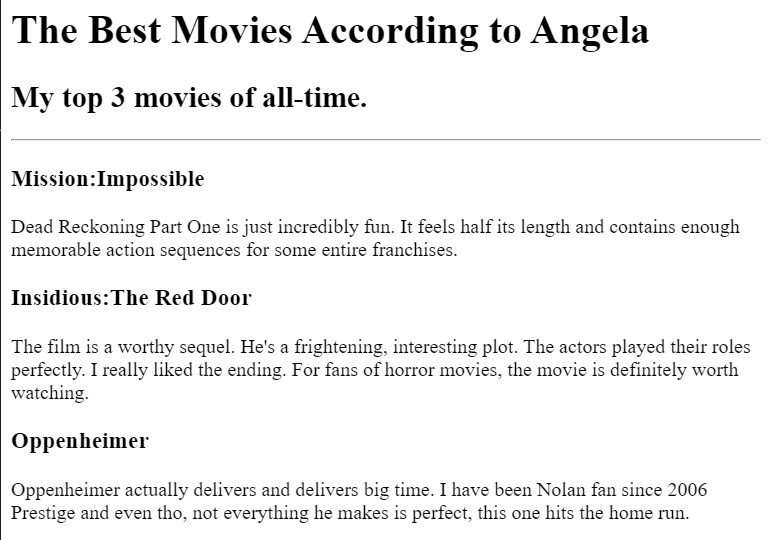 The Best Movies According to Angela
My top 3 movies of all-time.
Mission:Impossible
Dead Reckoning Part One is just incredibly fun. It feels half its length and contains enough
memorable action sequences for some entire franchises.
Insidious:The Red Door
The film is a worthy sequel. He's a frightening, interesting plot. The actors played their roles
perfectly. I really liked the ending. For fans of horror movies, the movie is definitely worth
watching.
Oppenheimer
Oppenheimer actually delivers and delivers big time. I have been Nolan fan since 2006
Prestige and even tho, not everything he makes is perfect, this one hits the home run.